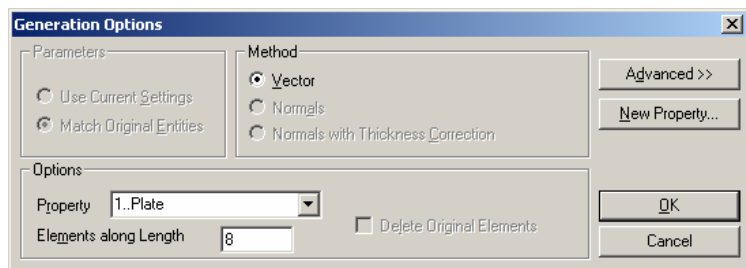 Generation Options
Parameters
Use Current Settings
Match Original Entities
Method
Vector
Normals
Normals with Thickness Correction
Advanced >>
New Property...
Options
Property 1..Plate
Elements along Length 8
Delete Original Elements
OK
Cancel